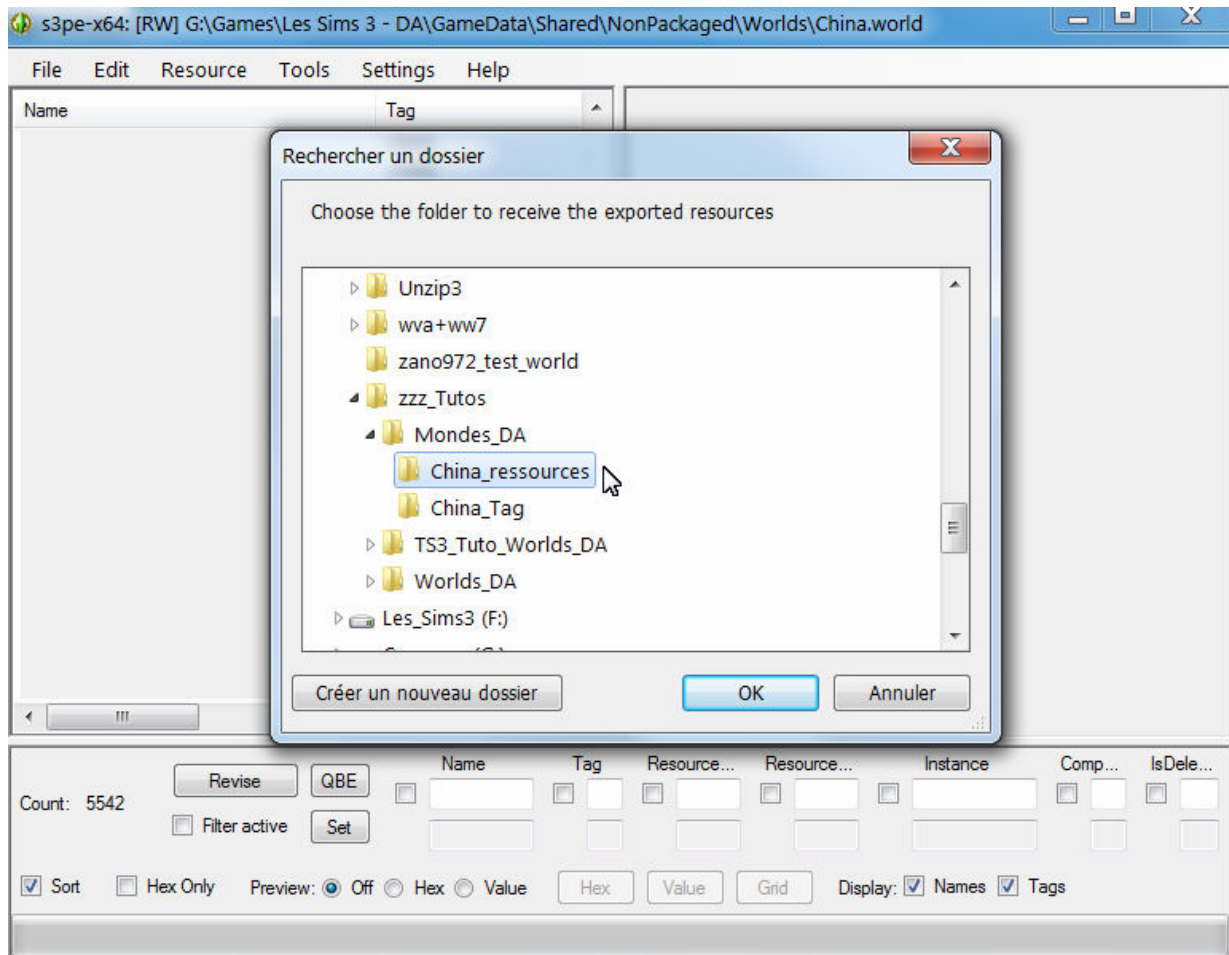 s3pe-x64: [RW] G:\Games\Les Sims 3 - DA\GameData\Shared\NonPackaged\Worlds\China.world
File Edit Resource Tools Settings Help
Name Tag
Rechercher un dossier
Choose the folder to receive the exported resources
Unzip3
wva+ww7
zano972_test_world
zzz_Tutos
Mondes_DA
China_ressources
China_Tag
TS3_Tuto_Worlds_DA
Worlds_DA
Les_Sims3 (F:)
Créer un nouveau dossier OK Annuler
Name Tag Resource... Resource... Instance Comp... IsDele...
Count: 5542 Revise QBE
Filter active Set
Sort Hex Only Preview: Off Hex Value Hex Value Grid Display: Names Tags